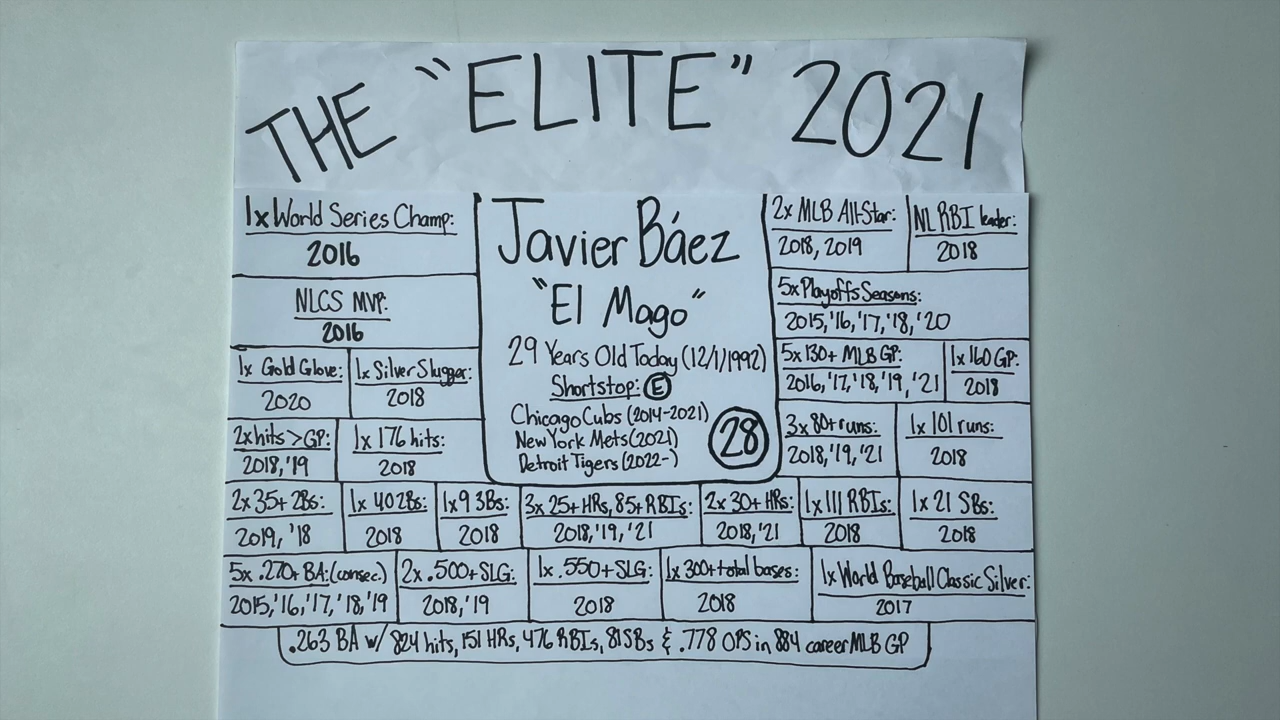 THE "ELITE" 2021
1x World Series Champ:
2016
NLCS MVP:
2016
1x Gold Glove:
2020
1x Silver Slugger:
2018
2x hits > GP:
2018, '19
1x 176 hits:
2018
Javier Báez
"El Mago"
29 Years Old Today (12/1/1992)
Shortstop: E
Chicago Cubs (2014-2021)
New York Mets (2021)
Detroit Tigers (2022-)
28
2x MLB All-Star:
2018, 2019
NL RBI leader:
2018
5x Playoffs Seasons:
2015, '16, '17, '18, '20
5x 130+ MLB GP:
2016, '17, '18, '19, '21
1x 160 GP:
2018
3x 80+ runs:
2018, '19, '21
1x 101 runs:
2018
2x 35+ 2Bs:
2019, '18
1x 40 2Bs:
2018
1x 9 3Bs:
2018
3x 25+ HRs, 85+ RBIs:
2018, '19, '21
2x 30+ HRs:
2018, '21
1x 111 RBIs:
2018
1x 21 SBs:
2018
5x .270+ BA: (consec.)
2015, '16, '17, '18, '19
2x .500+ SLG:
2018, '19
1x .550+ SLG:
2018
1x 300+ total bases:
2018
1x World Baseball Classic Silver:
2017
.263 BA w/ 824 hits, 151 HRs, 476 RBIs, 81 SBs & .778 OPS in 884 career MLB GP